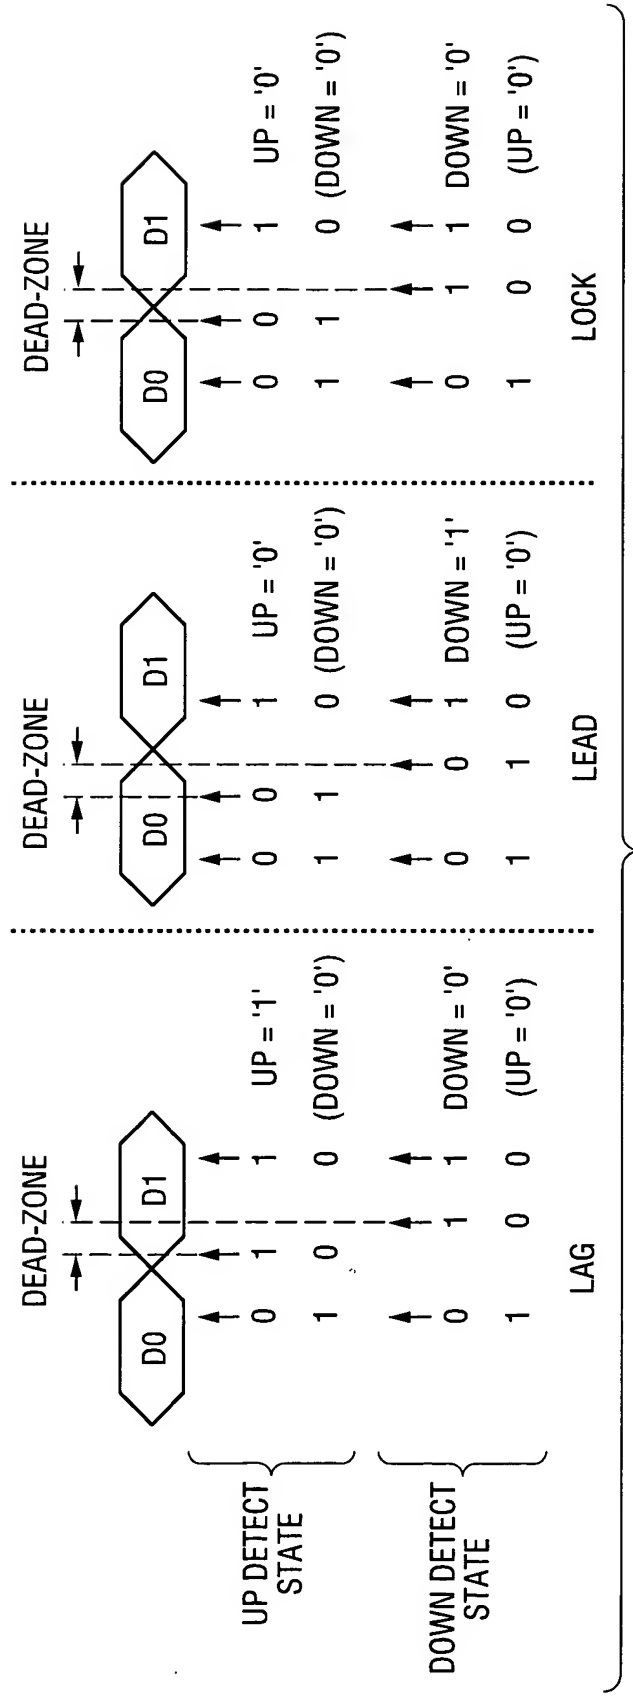 DEAD-ZONE DEAD-ZONE DEAD-ZONE
D0 D1 D0 D1 D0 D1
UP DETECT STATE
0 1 1 UP = '1' 0 0 1 UP = '0' 0 0 1 UP = '0'
1 0 0 (DOWN = '0') 1 1 0 (DOWN = '0') 1 1 0 (DOWN = '0')
DOWN DETECT STATE
0 1 1 DOWN = '0' 0 0 1 DOWN = '1' 0 1 1 DOWN = '0'
1 0 0 (UP = '0') 1 1 0 (UP = '0') 1 0 0 (UP = '0')
LAG LEAD LOCK